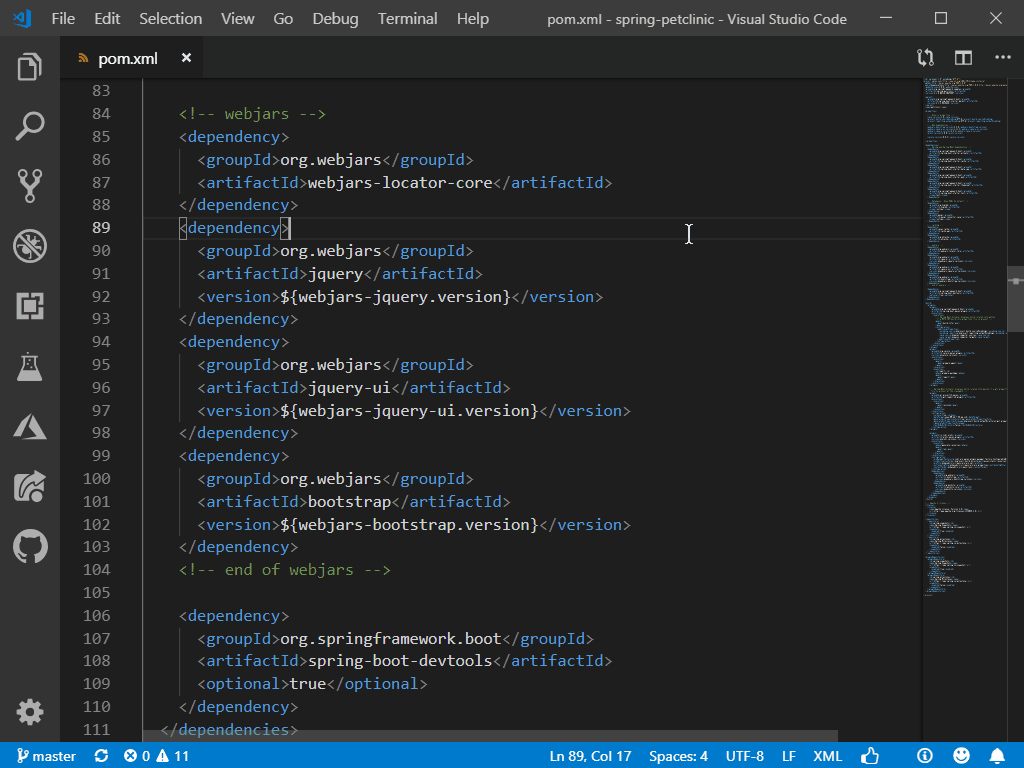 File Edit Selection View Go Debug Terminal Help pom.xml - spring-petclinic - Visual Studio Code
pom.xml
83
84 <!-- webjars -->
85 <dependency>
86 <groupId>org.webjars</groupId>
87 <artifactId>webjars-locator-core</artifactId>
88 </dependency>
89 <dependency>
90 <groupId>org.webjars</groupId>
91 <artifactId>jquery</artifactId>
92 <version>${webjars-jquery.version}</version>
93 </dependency>
94 <dependency>
95 <groupId>org.webjars</groupId>
96 <artifactId>jquery-ui</artifactId>
97 <version>${webjars-jquery-ui.version}</version>
98 </dependency>
99 <dependency>
100 <groupId>org.webjars</groupId>
101 <artifactId>bootstrap</artifactId>
102 <version>${webjars-bootstrap.version}</version>
103 </dependency>
104 <!-- end of webjars -->
105
106 <dependency>
107 <groupId>org.springframework.boot</groupId>
108 <artifactId>spring-boot-devtools</artifactId>
109 <optional>true</optional>
110 </dependency>
111 </dependencies>
master 0 11 Ln 89, Col 17 Spaces: 4 UTF-8 LF XML